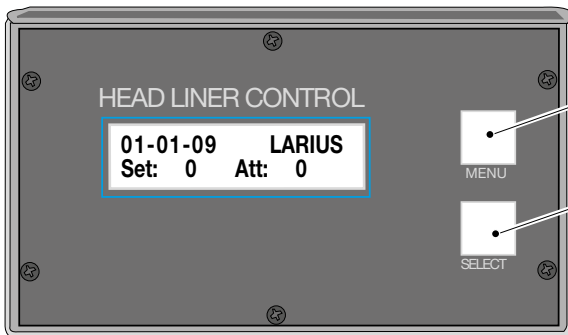 HEAD LINER CONTROL
01-01-09 LARIUS
Set: 0 Att: 0
MENU
SELECT